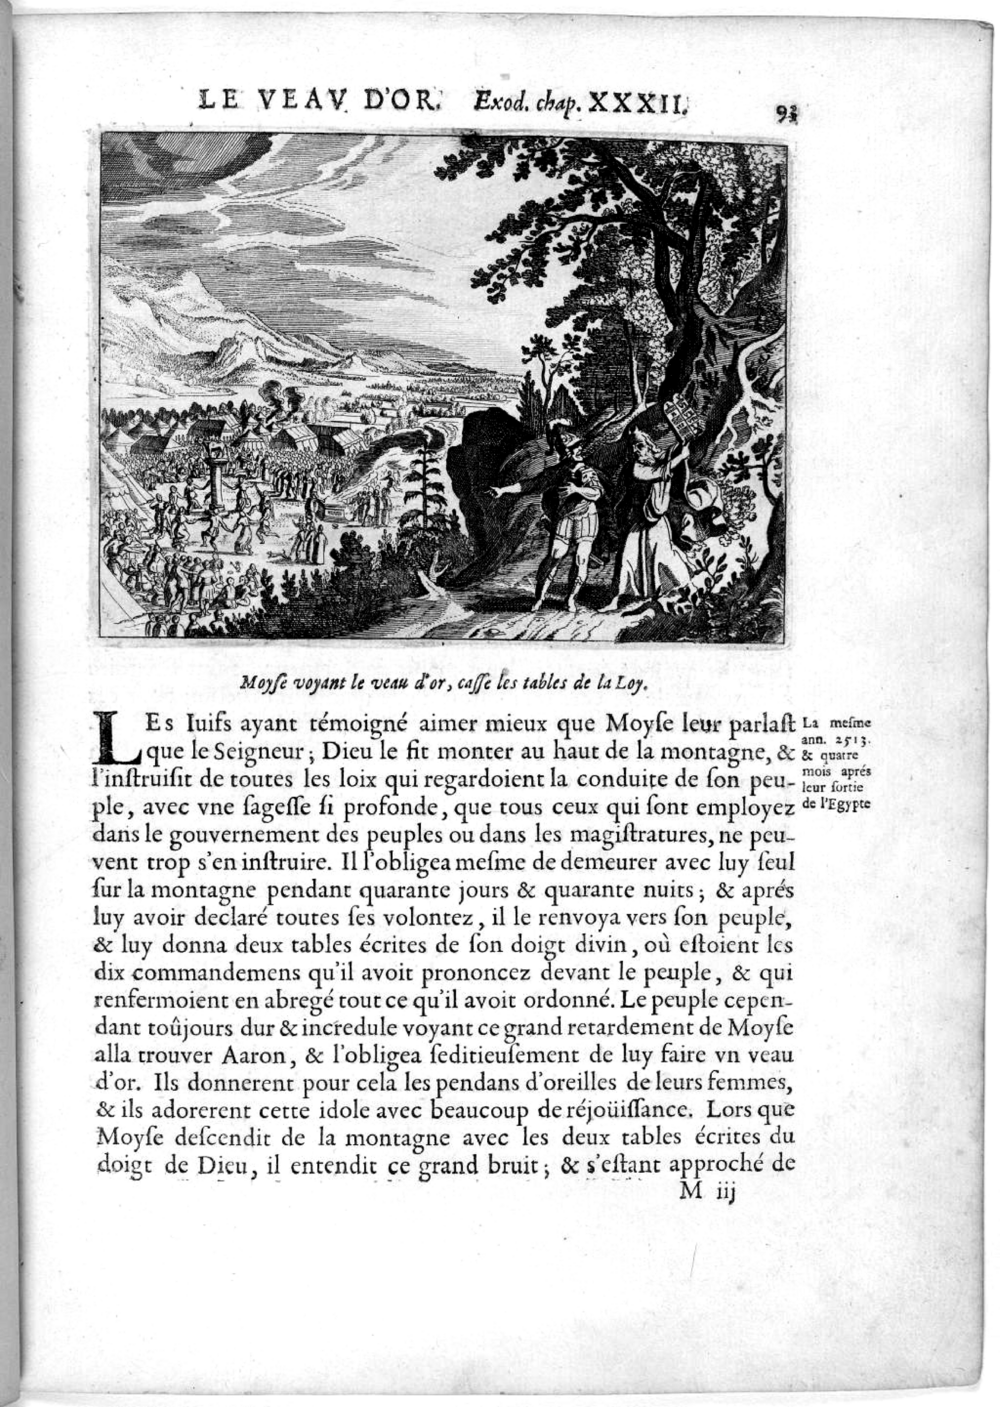 LE VEAV D'OR. Exod. chap. XXXII.
93
Moyſe voyant le veau d'or, caſſe les tables de la Loy.
LEs Iuifs ayant témoigné aimer mieux que Moyſe leur parlaſt
que le Seigneur; Dieu le fit monter au haut de la montagne, &
l'inſtruiſit de toutes les loix qui regardoient la conduite de ſon peu-
ple, avec vne ſageſſe ſi profonde, que tous ceux qui ſont employez
dans le gouvernement des peuples ou dans les magiſtratures, ne peu-
vent trop s'en inſtruire. Il l'obligea meſme de demeurer avec luy ſeul
ſur la montagne pendant quarante jours & quarante nuits; & aprés
luy avoir declaré toutes ſes volontez, il le renvoya vers ſon peuple,
& luy donna deux tables écrites de ſon doigt divin, où eſtoient les
dix commandemens qu'il avoit prononcez devant le peuple, & qui
renfermoient en abregé tout ce qu'il avoit ordonné. Le peuple cepen-
dant toûjours dur & incredule voyant ce grand retardement de Moyſe
alla trouver Aaron, & l'obligea ſeditieuſement de luy faire vn veau
d'or. Ils donnerent pour cela les pendans d'oreilles de leurs femmes,
& ils adorerent cette idole avec beaucoup de réjoüiſſance. Lors que
Moyſe deſcendit de la montagne avec les deux tables écrites du
doigt de Dieu, il entendit ce grand bruit; & s'eſtant approché de
M iij
La meſme
ann. 2513.
& quatre
mois aprés
leur ſortie
de l'Egypte